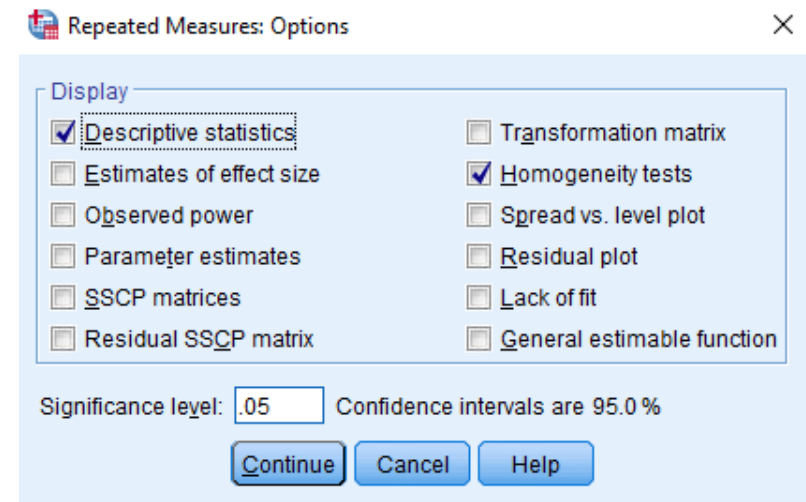 Repeated Measures: Options
Display
Descriptive statistics
Estimates of effect size
Observed power
Parameter estimates
SSCP matrices
Residual SSCP matrix
Transformation matrix
Homogeneity tests
Spread vs. level plot
Residual plot
Lack of fit
General estimable function
Significance level: .05 Confidence intervals are 95.0 %
Continue Cancel Help